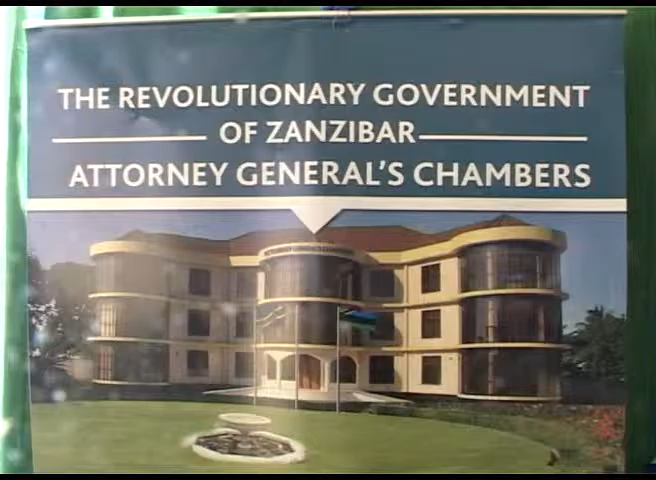 THE REVOLUTIONARY GOVERNMENT
OF ZANZIBAR
ATTORNEY GENERAL'S CHAMBERS